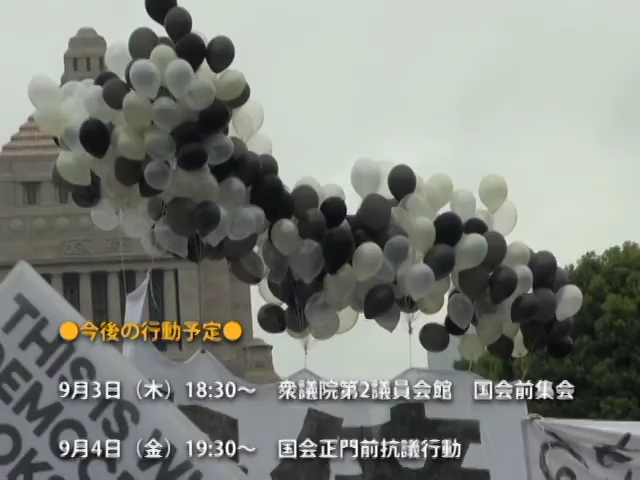 ●今後の行動予定●
9月3日（木）18:30～　衆議院第2議員会館　国会前集会
9月4日（金）19:30～　国会正門前抗議行動
THIS IS W
DEMOC
OOKS